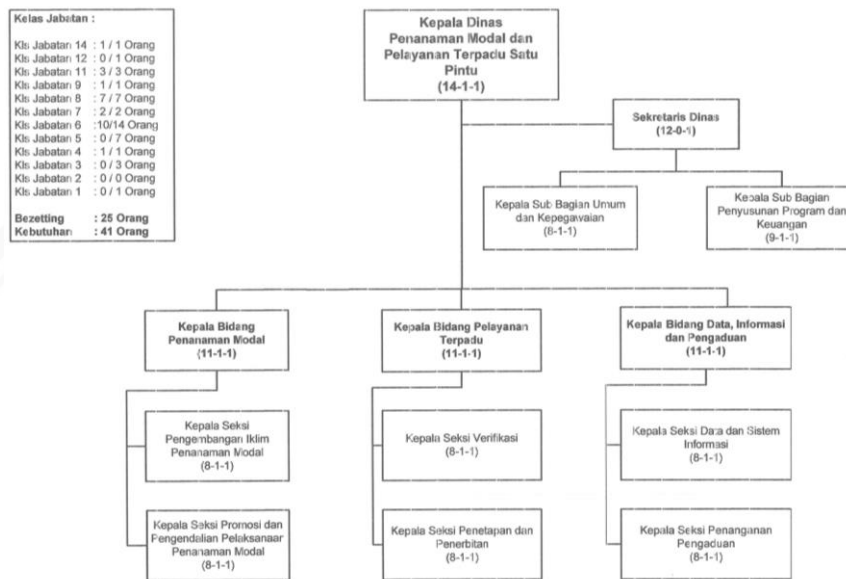 Kelas Jabatan :
Kls Jabatan 14 : 1 / 1 Orang
Kls Jabatan 12 : 0 / 1 Orang
Kls Jabatan 11 : 3 / 3 Orang
Kls Jabatan 9 : 1 / 1 Orang
Kls Jabatan 8 : 7 / 7 Orang
Kls Jabatan 7 : 2 / 2 Orang
Kls Jabatan 6 :10/14 Orang
Kls Jabatan 5 : 0 / 7 Orang
Kls Jabatan 4 : 1 / 1 Orang
Kls Jabatan 3 : 0 / 3 Orang
Kls Jabatan 2 : 0 / 0 Orang
Kls Jabatan 1 : 0 / 1 Orang
Bezetting : 25 Orang
Kebutuhan : 41 Orang
Kepala Dinas
Penanaman Modal dan
Pelayanan Terpadu Satu
Pintu
(14-1-1)
Sekretaris Dinas
(12-0-1)
Kepala Sub Bagian Umum
dan Kepegawaian
(8-1-1)
Kepala Sub Bagian
Penyusunan Program dan
Keuangan
(9-1-1)
Kepala Bidang
Penanaman Modal
(11-1-1)
Kepala Bidang Pelayanan
Terpadu
(11-1-1)
Kepala Bidang Data, Informasi
dan Pengaduan
(11-1-1)
Kepala Seksi
Pengembangan Iklim
Penanaman Modal
(8-1-1)
Kepala Seksi Verifikasi
(8-1-1)
Kepala Seksi Data dan Sistem
Informasi
(8-1-1)
Kepala Seksi Promosi dan
Pengendalian Pelaksanaan
Penanaman Modal
(8-1-1)
Kepala Seksi Penetapan dan
Penerbitan
(8-1-1)
Kepala Seksi Penanganan
Pengaduan
(8-1-1)